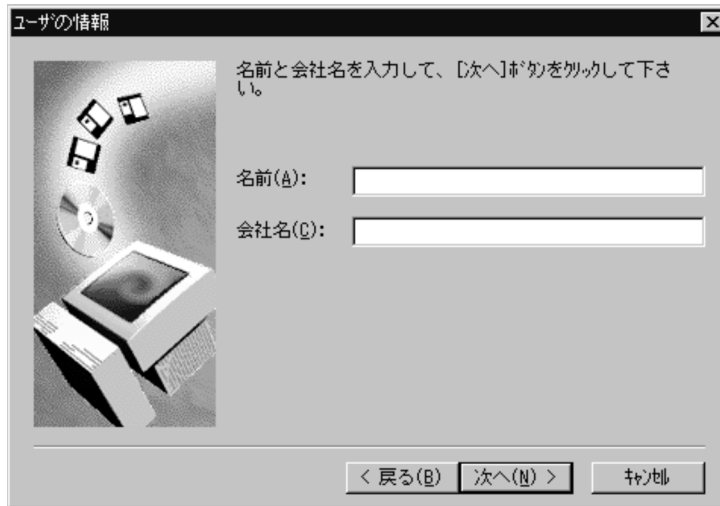 ユーザの情報
名前と会社名を入力して、[次へ]ﾎﾞﾀﾝをｸﾘｯｸして下さ
い。
名前(A):
会社名(C):
< 戻る(B)
次へ(N) >
ｷｬﾝｾﾙ